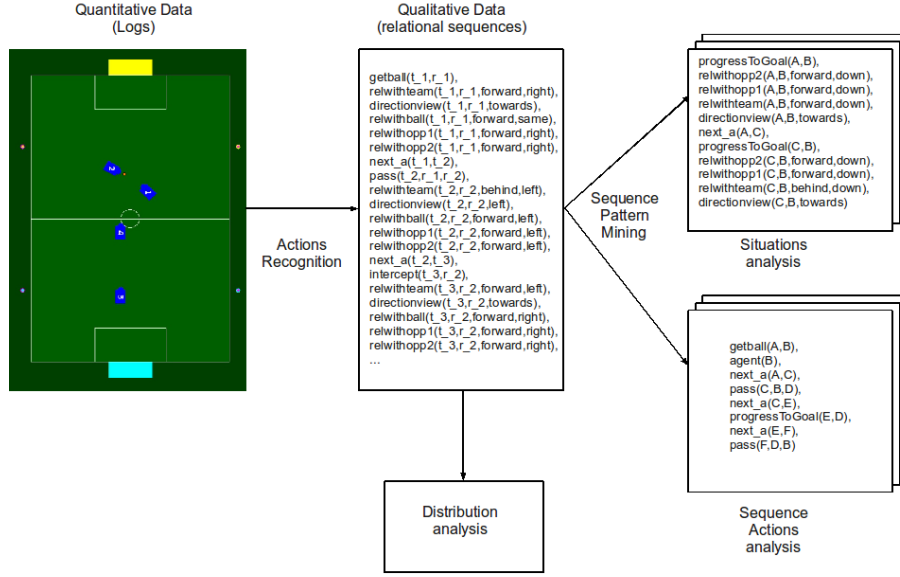 Quantitative Data
(Logs)
Qualitative Data
(relational sequences)
getball(t_1,r_1),
relwithteam(t_1,r_1,forward,right),
directionview(t_1,r_1,towards),
relwithball(t_1,r_1,forward,same),
relwithopp1(t_1,r_1,forward,right),
relwithopp2(t_1,r_1,forward,right),
next_a(t_1,t_2),
pass(t_2,r_1,r_2),
relwithteam(t_2,r_2,behind,left),
directionview(t_2,r_2,left),
relwithball(t_2,r_2,forward,left),
relwithopp1(t_2,r_2,forward,left),
relwithopp2(t_2,r_2,forward,left),
next_a(t_2,t_3),
intercept(t_3,r_2),
relwithteam(t_3,r_2,forward,left),
directionview(t_3,r_2,towards),
relwithball(t_3,r_2,forward,right),
relwithopp1(t_3,r_2,forward,right),
relwithopp2(t_3,r_2,forward,right),
...
2
1
Actions
Recognition
Sequence
Pattern
Mining
progressToGoal(A,B),
relwithopp2(A,B,forward,down),
relwithopp1(A,B,forward,down),
relwithteam(A,B,forward,down),
directionview(A,B,towards),
next_a(A,C),
progressToGoal(C,B),
relwithopp2(C,B,forward,down),
relwithopp1(C,B,forward,down),
relwithteam(C,B,behind,down),
directionview(C,B,towards)
Situations
analysis
getball(A,B),
agent(B),
next_a(A,C),
pass(C,B,D),
next_a(C,E),
progressToGoal(E,D),
next_a(E,F),
pass(F,D,B)
Sequence
Actions
analysis
Distribution
analysis